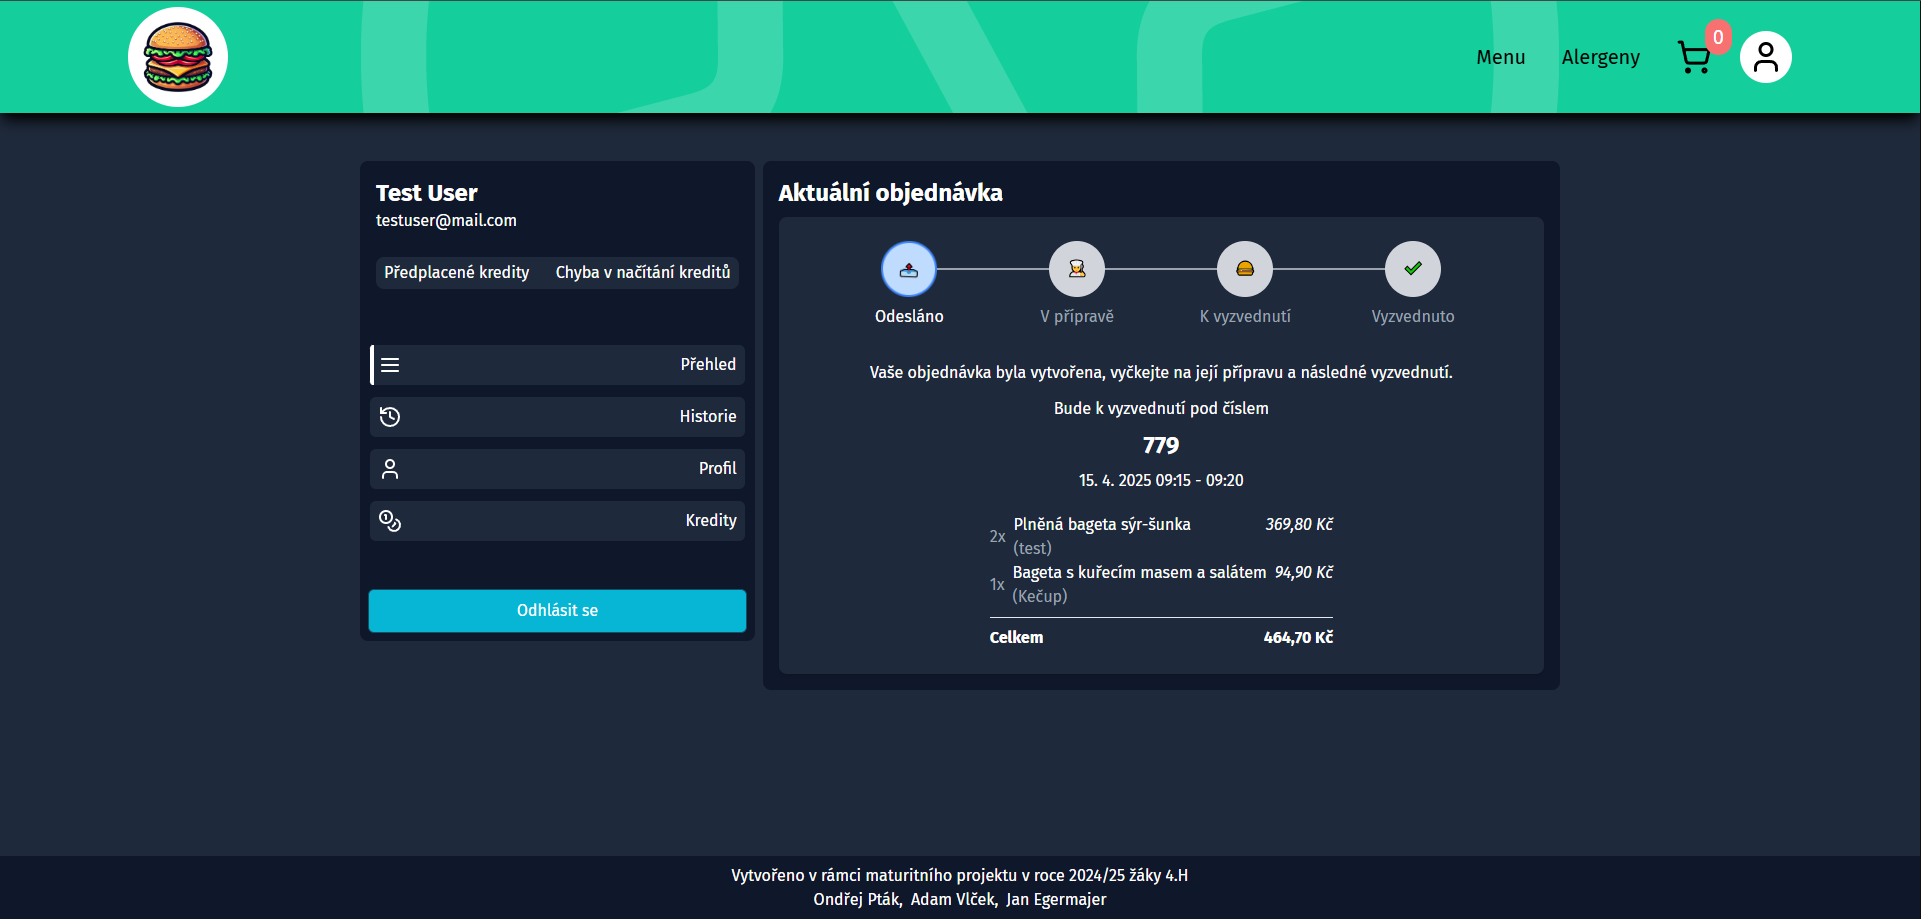 Menu
Alergeny
0
Test User
testuser@mail.com
Předplacené kredity
Chyba v načítání kreditů
Přehled
Historie
Profil
Kredity
Odhlásit se
Aktuální objednávka
Odesláno
V přípravě
K vyzvednutí
Vyzvednuto
Vaše objednávka byla vytvořena, vyčkejte na její přípravu a následné vyzvednutí.
Bude k vyzvednutí pod číslem
779
15. 4. 2025 09:15 - 09:20
2x Plněná bageta sýr-šunka 369,80 Kč
(test)
1x Bageta s kuřecím masem a salátem 94,90 Kč
(Kečup)
Celkem 464,70 Kč
Vytvořeno v rámci maturitního projektu v roce 2024/25 žáky 4.H
Ondřej Pták, Adam Vlček, Jan Egermajer